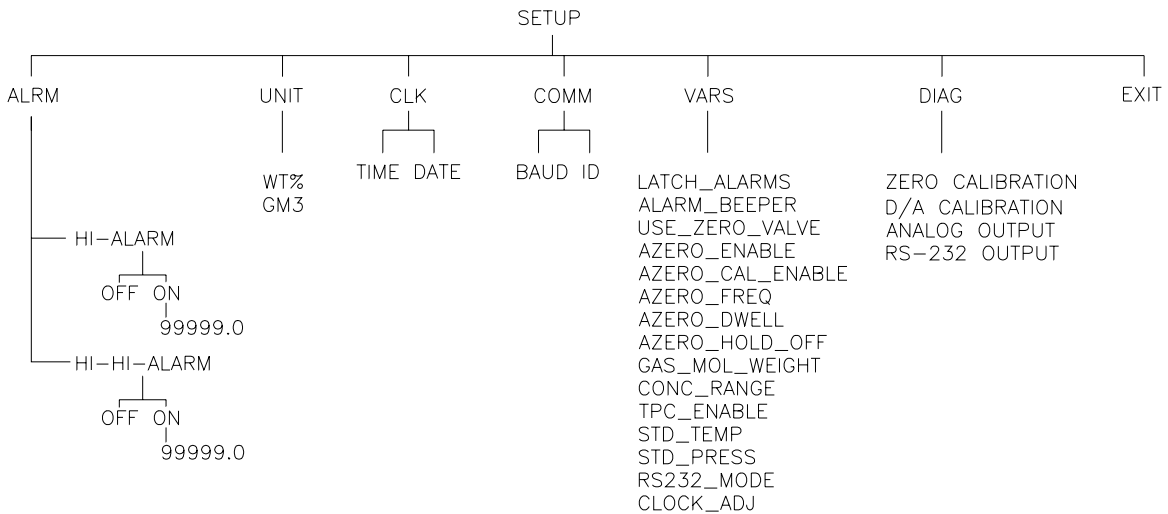 SETUP
ALRM UNIT CLK COMM VARS DIAG EXIT
WT%
GM3
TIME DATE
BAUD ID
HI-ALARM
OFF ON
99999.0
HI-HI-ALARM
OFF ON
99999.0
LATCH_ALARMS
ALARM_BEEPER
USE_ZERO_VALVE
AZERO_ENABLE
AZERO_CAL_ENABLE
AZERO_FREQ
AZERO_DWELL
AZERO_HOLD_OFF
GAS_MOL_WEIGHT
CONC_RANGE
TPC_ENABLE
STD_TEMP
STD_PRESS
RS232_MODE
CLOCK_ADJ
ZERO CALIBRATION
D/A CALIBRATION
ANALOG OUTPUT
RS-232 OUTPUT